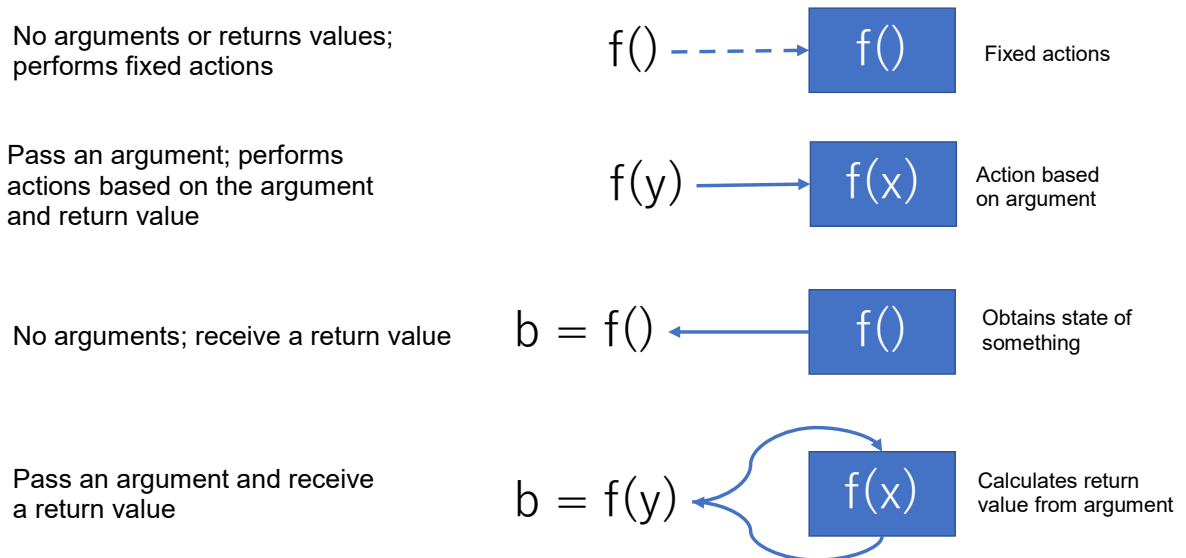 No arguments or returns values;
performs fixed actions
f()
f()
Fixed actions
Pass an argument; performs
actions based on the argument
and return value
f(y)
f(x)
Action based
on argument
No arguments; receive a return value
b = f()
f()
Obtains state of
something
Pass an argument and receive
a return value
b = f(y)
f(x)
Calculates return
value from argument